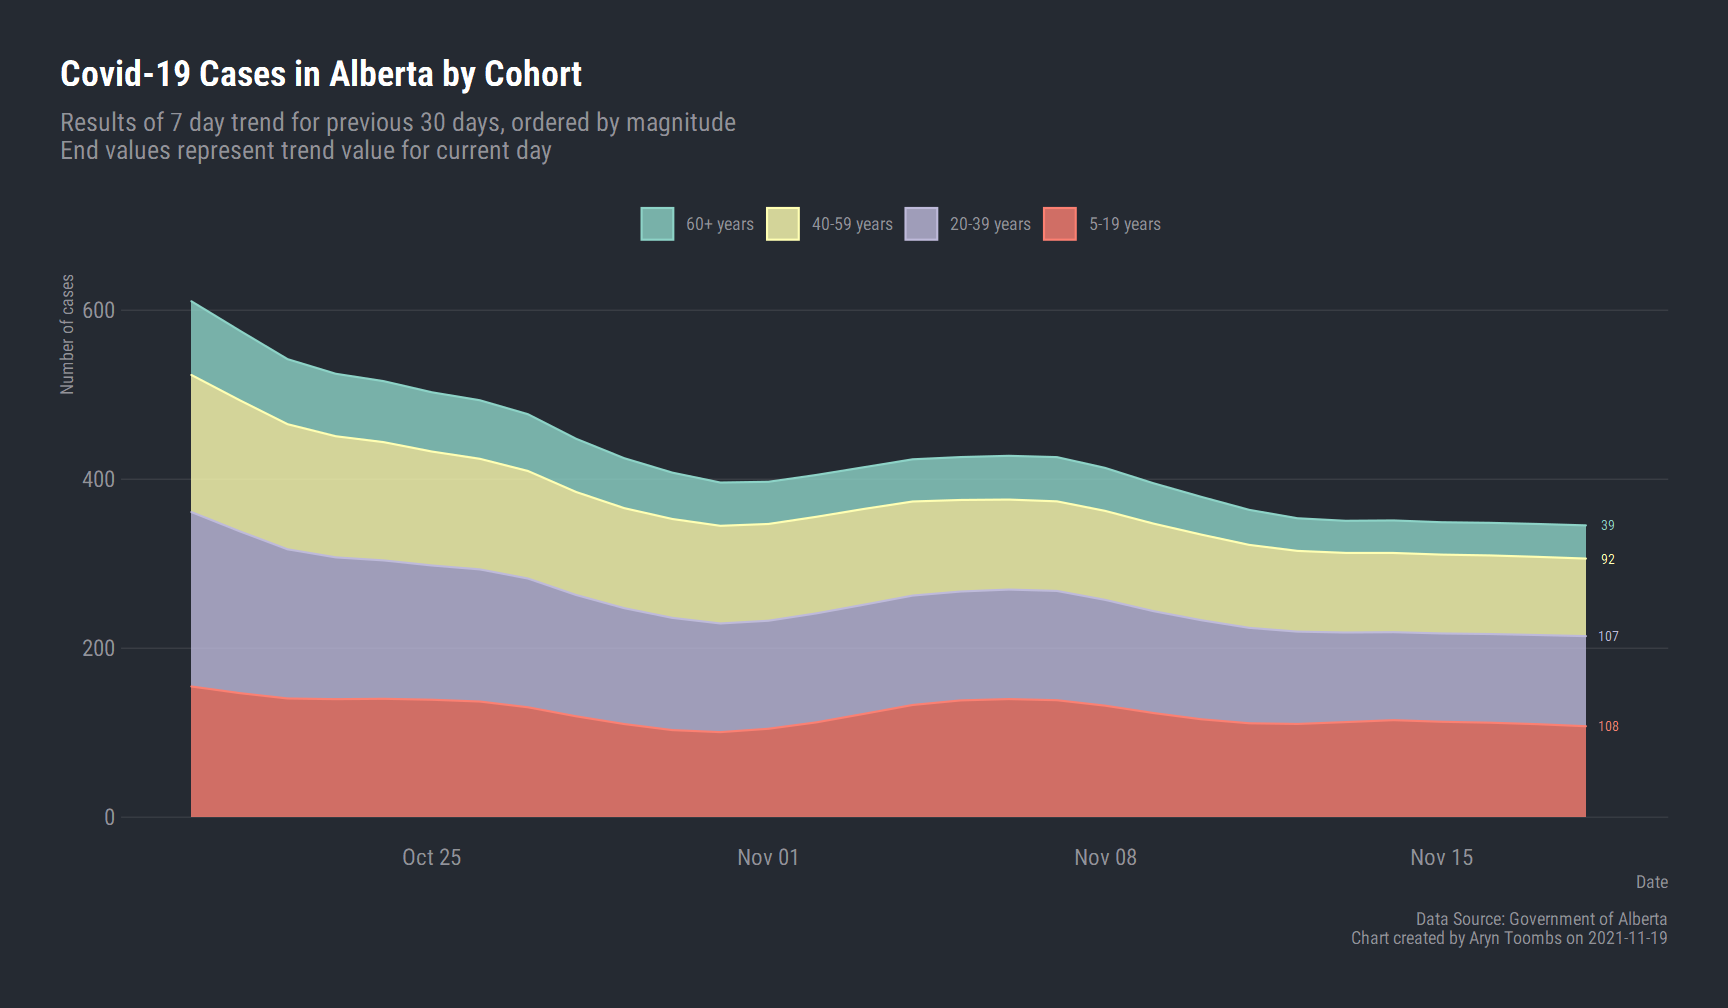 Covid-19 Cases in Alberta by Cohort
Results of 7 day trend for previous 30 days, ordered by magnitude
End values represent trend value for current day
60+ years
40-59 years
20-39 years
5-19 years
Number of cases
600
400
200
0
39
92
107
108
Oct 25
Nov 01
Nov 08
Nov 15
Date
Data Source: Government of Alberta
Chart created by Aryn Toombs on 2021-11-19